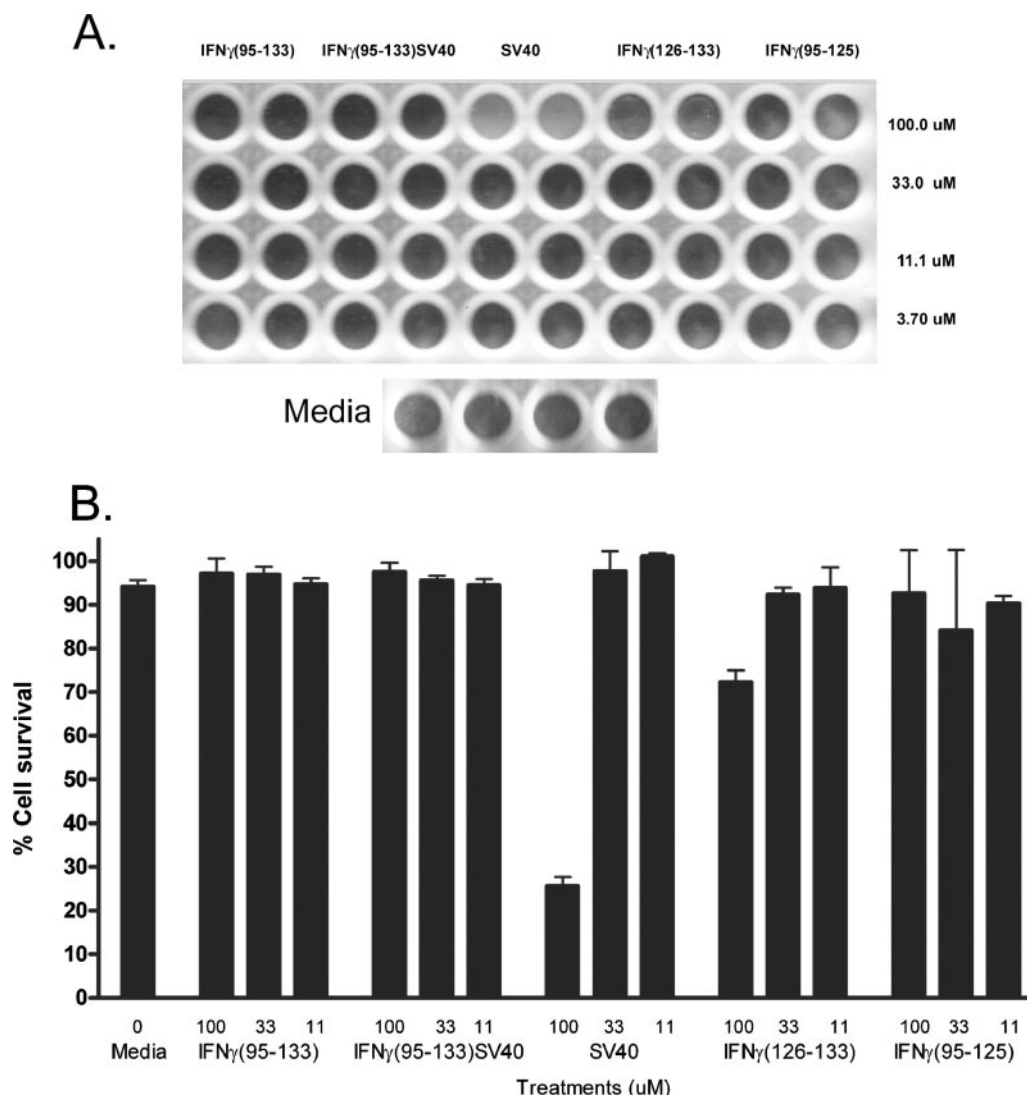 A.
IFNγ(95-133) IFNγ(95-133)SV40 SV40 IFNγ(126-133) IFNγ(95-125)
100.0 uM
33.0 uM
11.1 uM
3.70 uM
Media
B.
% Cell survival
100
90
80
70
60
50
40
30
20
10
0
0 100 33 11 100 33 11 100 33 11 100 33 11 100 33 11
Media IFNγ(95-133) IFNγ(95-133)SV40 SV40 IFNγ(126-133) IFNγ(95-125)
Treatments (uM)